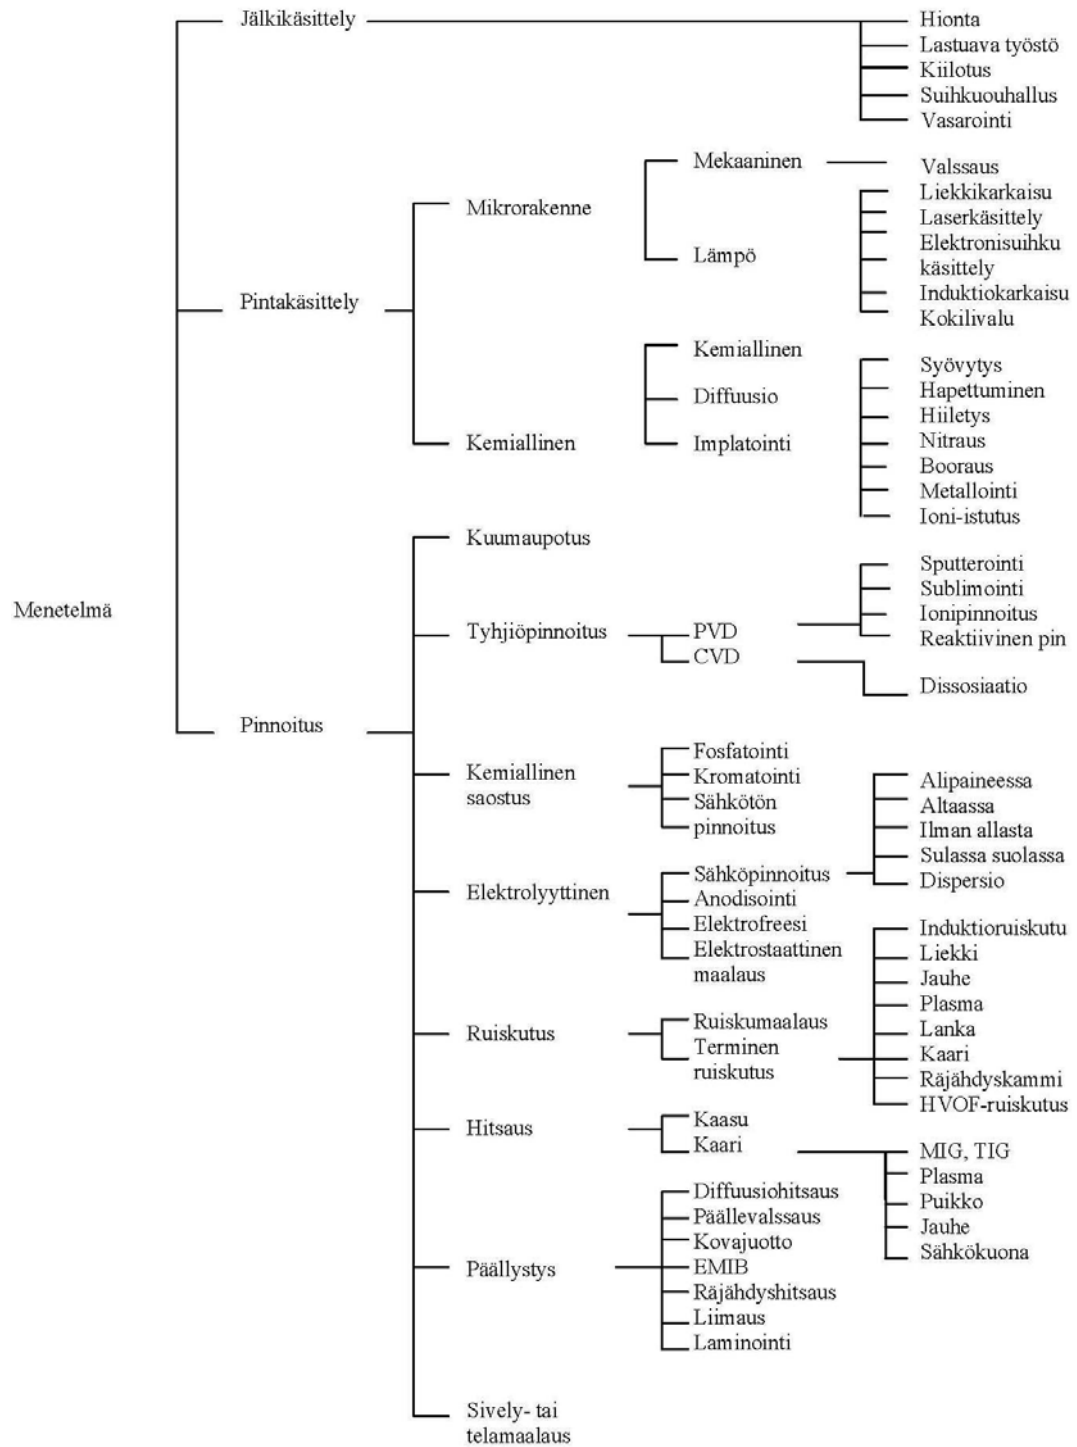 Jälkikäsittely
Hionta
Lastuava työstö
Kiilotus
Suihkuouhallus
Vasarointi
Pintakäsittely
Mikrorakenne
Mekaaninen
Valssaus
Lämpö
Liekkikarkaisu
Laserkäsittely
Elektronisuihku
käsittely
Induktiokarkaisu
Kokilivalu
Kemiallinen
Kemiallinen
Diffuusio
Implatointi
Syövytys
Hapettuminen
Hiiletys
Nitraus
Booraus
Metallointi
Ioni-istutus
Menetelmä
Pinnoitus
Kuumaupotus
Tyhjiöpinnoitus
PVD
CVD
Sputterointi
Sublimointi
Ionipinnoitus
Reaktiivinen pin
Dissosiaatio
Kemiallinen
saostus
Fosfatointi
Kromatointi
Sähkötön
pinnoitus
Elektrolyyttinen
Sähköpinnoitus
Anodisointi
Elektrofreesi
Elektrostaattinen
maalaus
Alipaineessa
Altaassa
Ilman allasta
Sulassa suolassa
Dispersio
Ruiskutus
Ruiskumaalaus
Terminen
ruiskutus
Induktioruiskutu
Liekki
Jauhe
Plasma
Lanka
Kaari
Räjähdyskammi
HVOF-ruiskutus
Hitsaus
Kaasu
Kaari
MIG, TIG
Plasma
Puikko
Jauhe
Sähkökuona
Päällystys
Diffuusiohitsaus
Päällevalssaus
Kovajuotto
EMIB
Räjähdyshitsaus
Liimaus
Laminointi
Sively- tai
telamaalaus